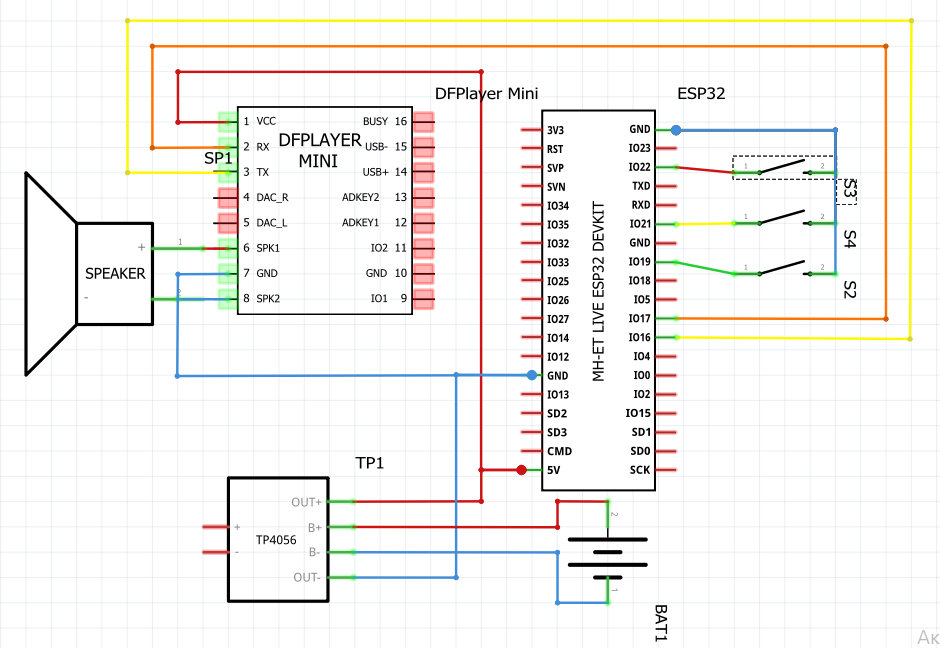 DFPlayer Mini
ESP32
SP1
DFPLAYER
MINI
1 VCC BUSY 16
2 RX USB- 15
3 TX USB+ 14
4 DAC_R ADKEY2 13
5 DAC_L ADKEY1 12
6 SPK1 IO2 11
7 GND GND 10
8 SPK2 IO1 9
SPEAKER
+
-
1
2
MH-ET LIVE ESP32 DEVKIT
3V3 GND
RST IO23
SVP IO22
SVN TXD
IO34 RXD
IO35 IO21
IO32 GND
IO33 IO19
IO25 IO18
IO26 IO5
IO27 IO17
IO14 IO16
IO12 IO4
GND IO0
IO13 IO2
SD2 IO15
SD3 SD1
CMD SD0
5V SCK
1 2
S3
1 2
S4
1 2
S2
TP1
TP4056
+
-
OUT+
B+
B-
OUT-
2
1
BAT1
Ак